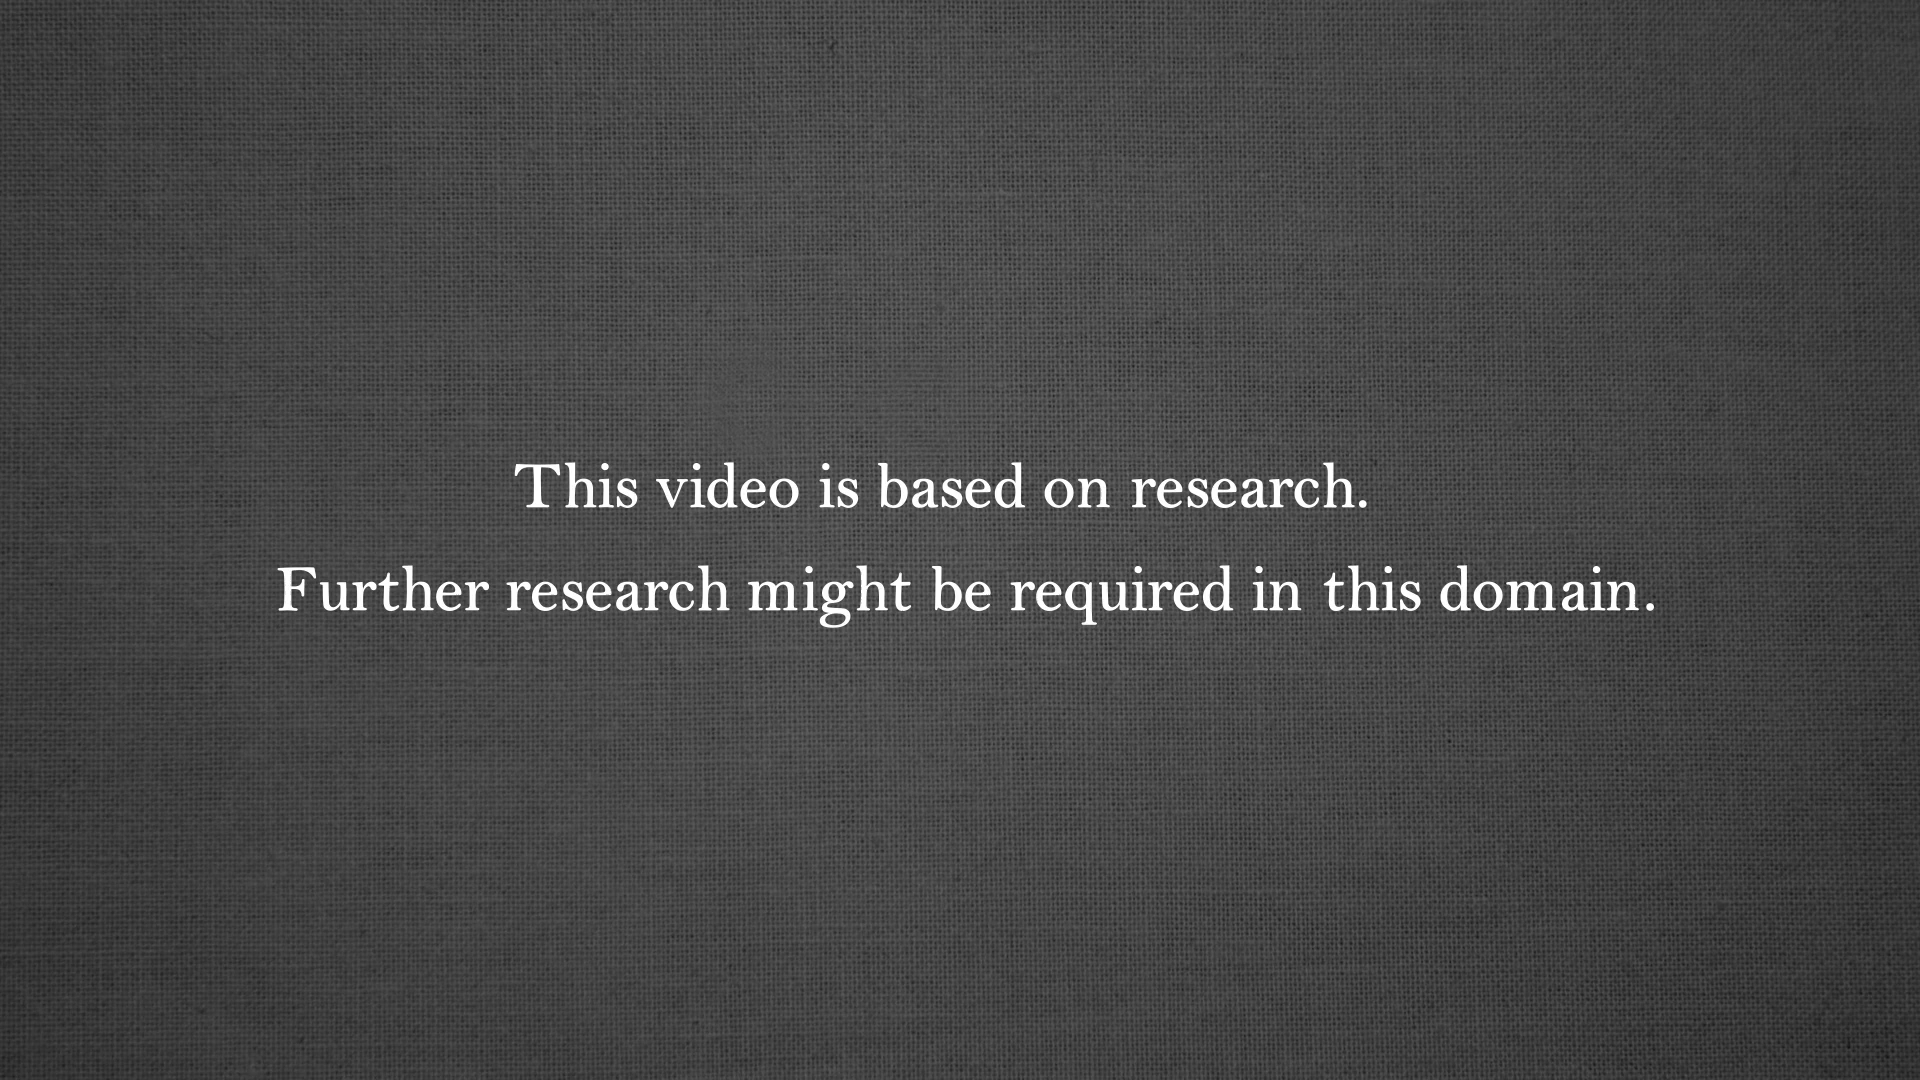 This video is based on research.
Further research might be required in this domain.